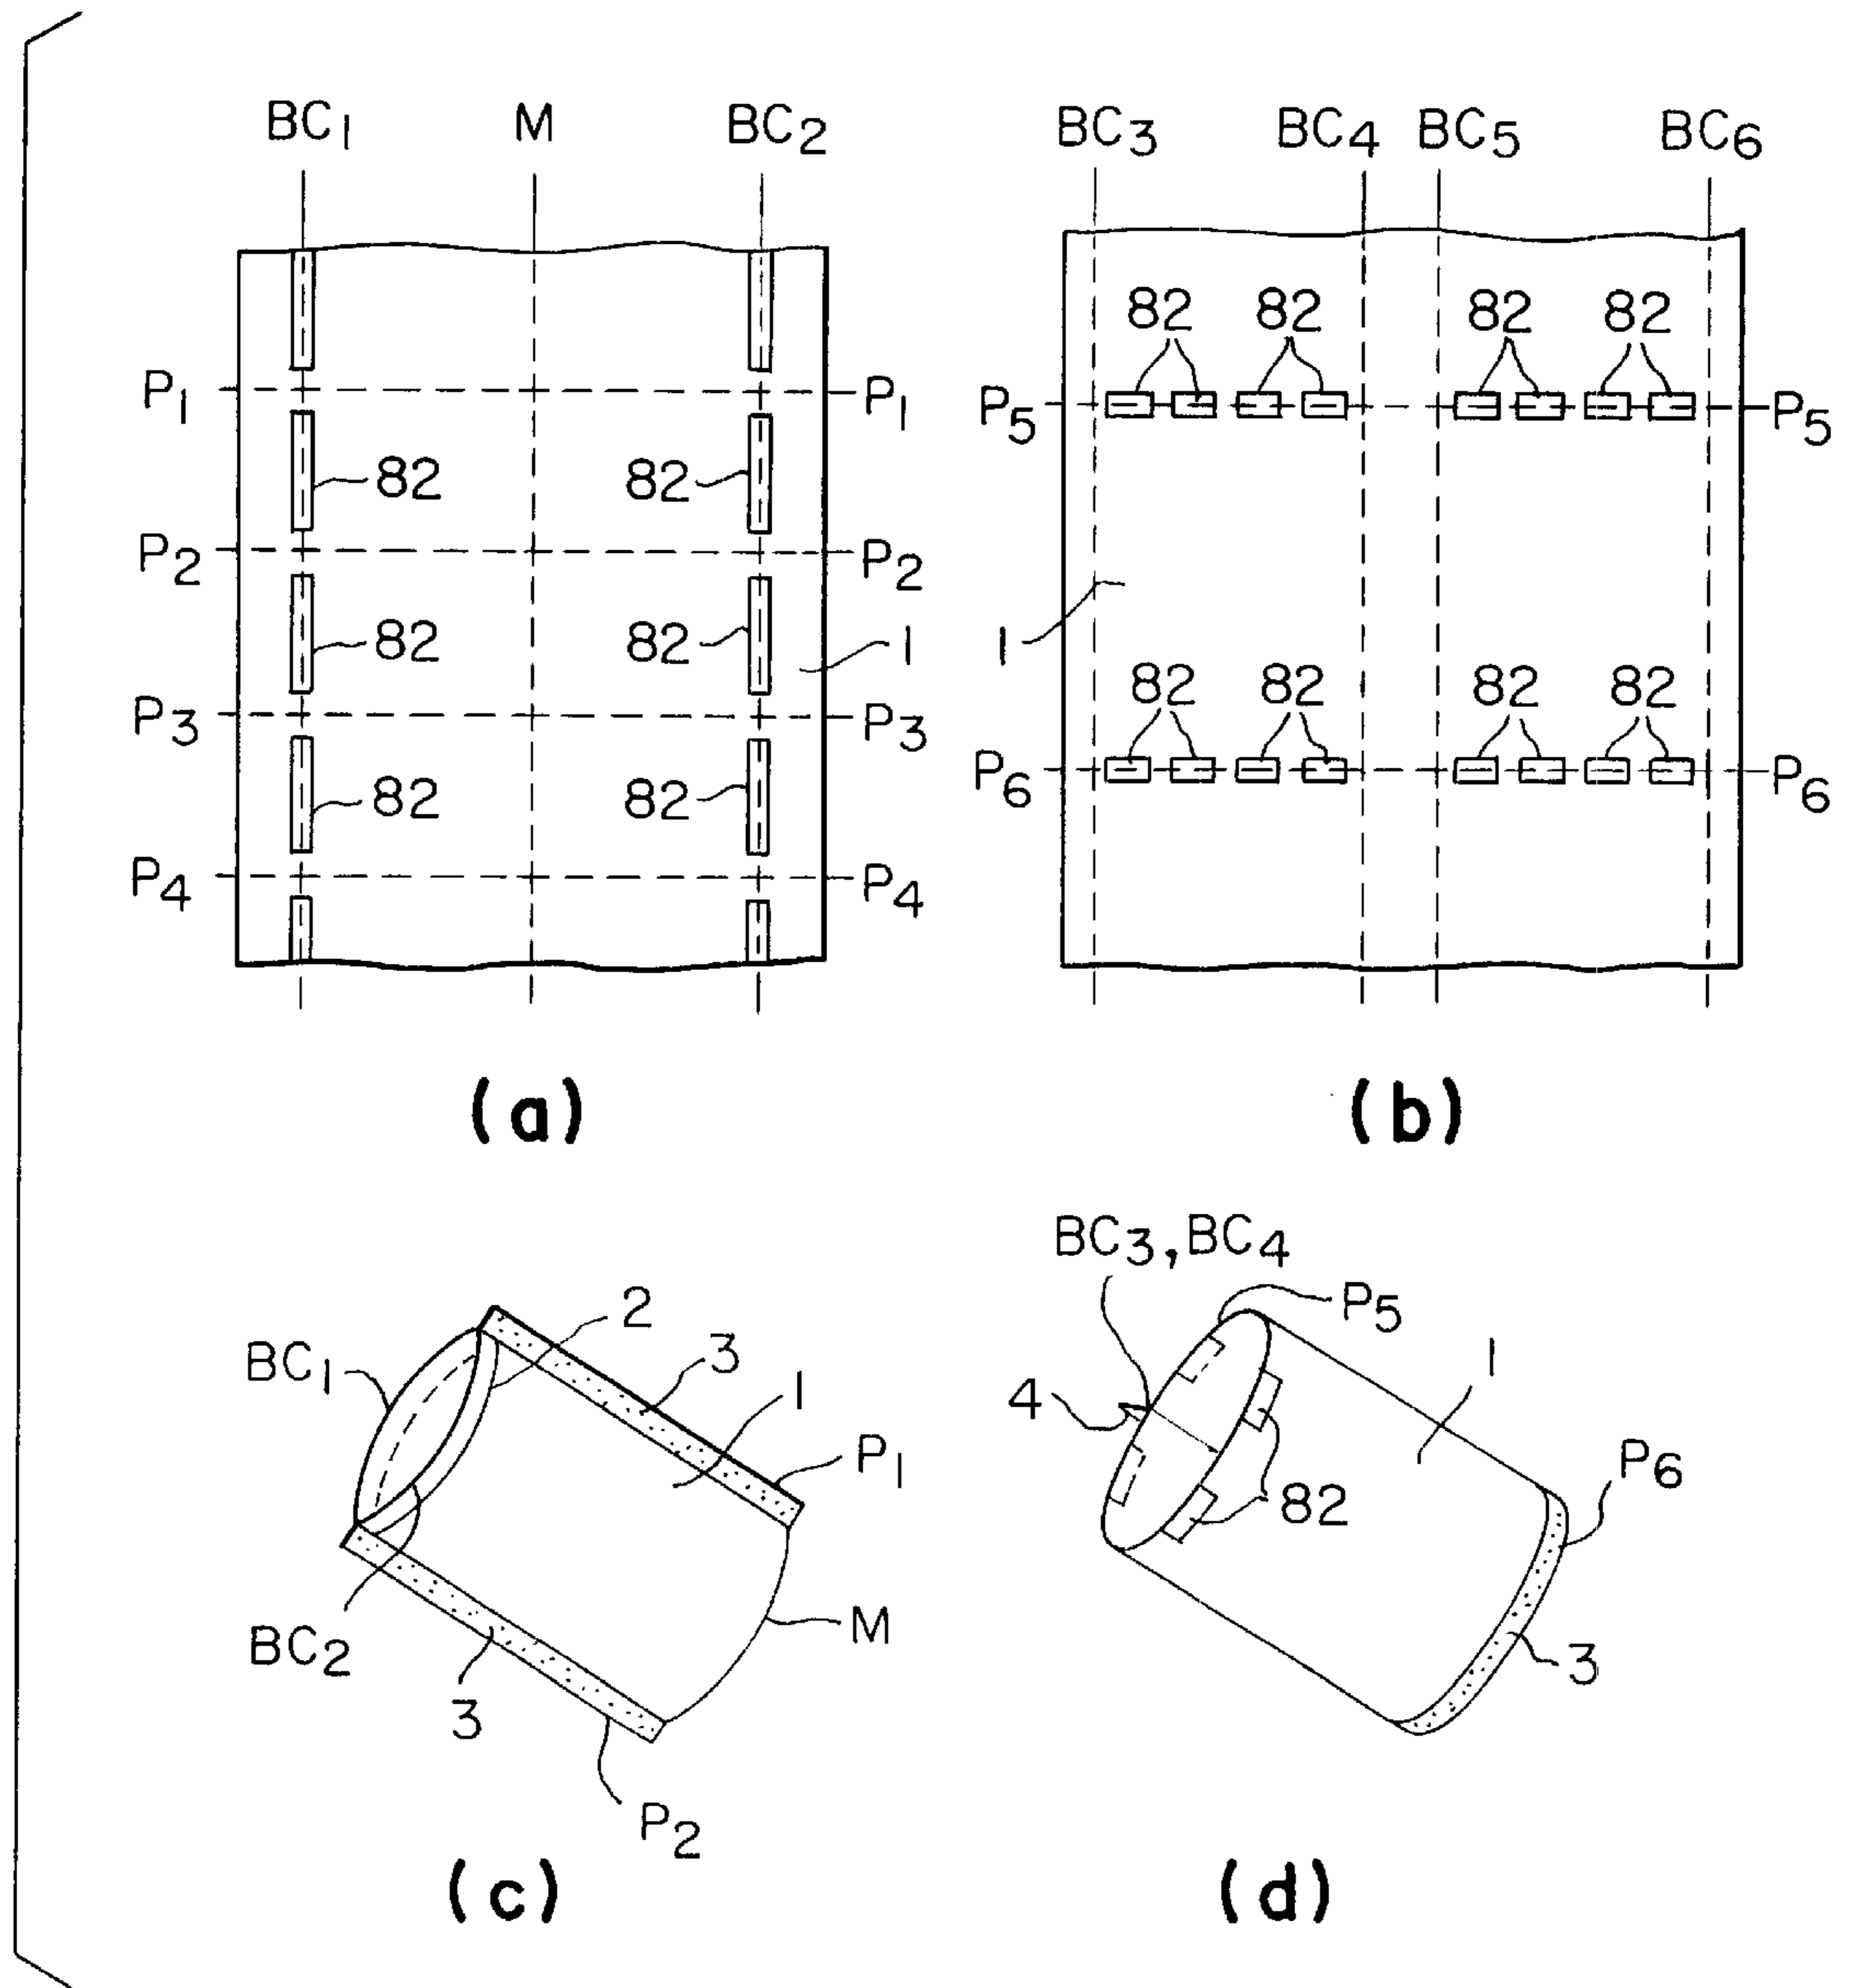 BC1 M BC2
P1 P1
82 82
P2 P2
82 82
1
P3 P3
82 82
P4 P4
(a)
BC3 BC4 BC5 BC6
82 82 82 82
P5 P5
1
82 82 82 82
P6 P6
(b)
2
BC1 3
1
P1
BC2 M
3
P2
(c)
BC3, BC4
P5
1
4
P6
82
3
(d)